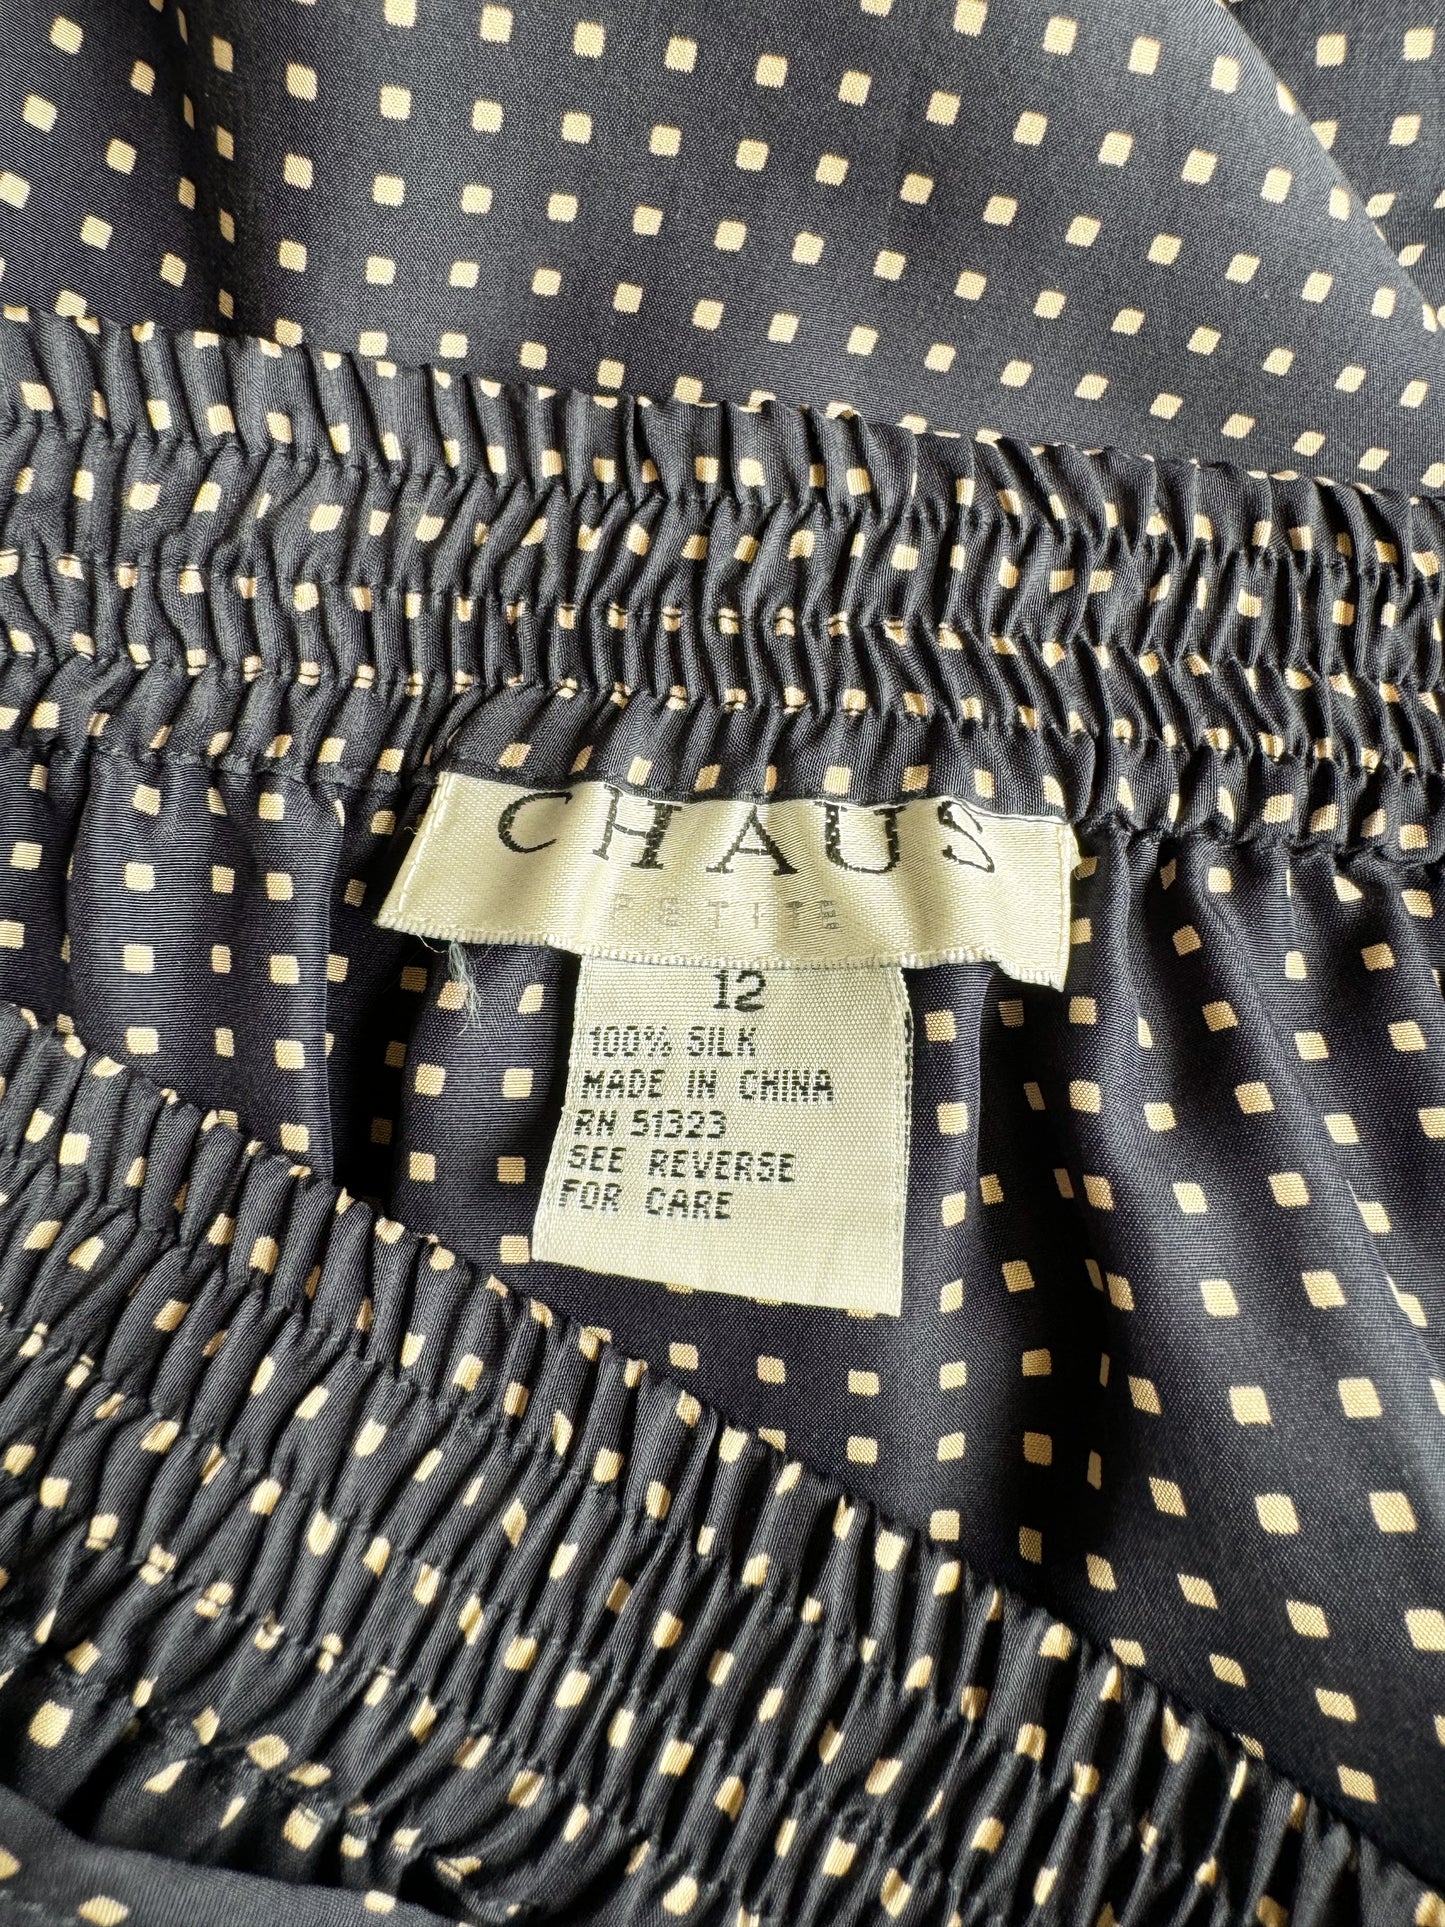 CHAUS
PETITE
12
100% SILK
MADE IN CHINA
RN 51323
SEE REVERSE
FOR CARE